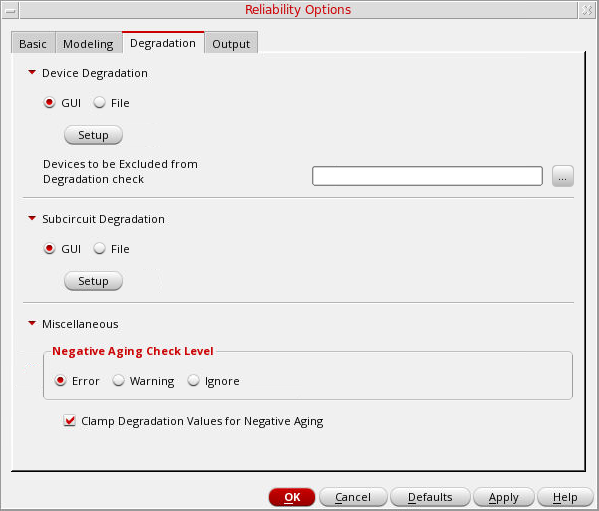 Reliability Options
Basic Modeling Degradation Output
Device Degradation
GUI File
Setup
Devices to be Excluded from
Degradation check
...
Subcircuit Degradation
GUI File
Setup
Miscellaneous
Negative Aging Check Level
Error Warning Ignore
Clamp Degradation Values for Negative Aging
OK Cancel Defaults Apply Help